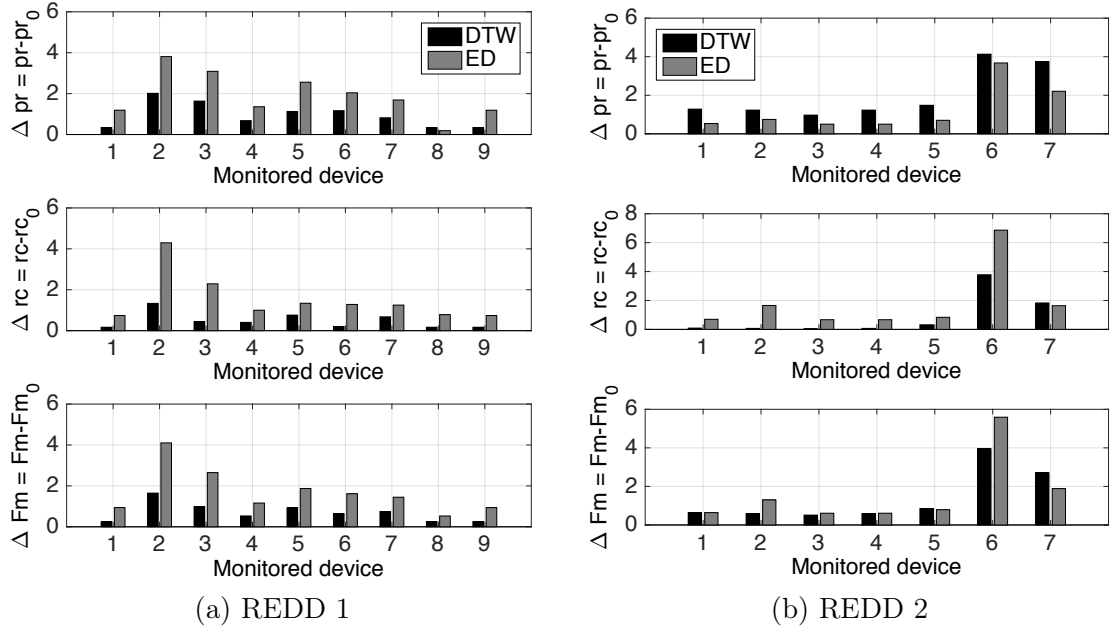 6
4
2
0
Δ pr = pr-pr₀
DTW
ED
1 2 3 4 5 6 7 8 9
Monitored device
6
4
2
0
Δ rc = rc-rc₀
1 2 3 4 5 6 7 8 9
Monitored device
6
4
2
0
Δ Fm = Fm-Fm₀
1 2 3 4 5 6 7 8 9
Monitored device
(a) REDD 1
6
4
2
0
Δ pr = pr-pr₀
DTW
ED
1 2 3 4 5 6 7
Monitored device
8
6
4
2
0
Δ rc = rc-rc₀
1 2 3 4 5 6 7
Monitored device
6
4
2
0
Δ Fm = Fm-Fm₀
1 2 3 4 5 6 7
Monitored device
(b) REDD 2